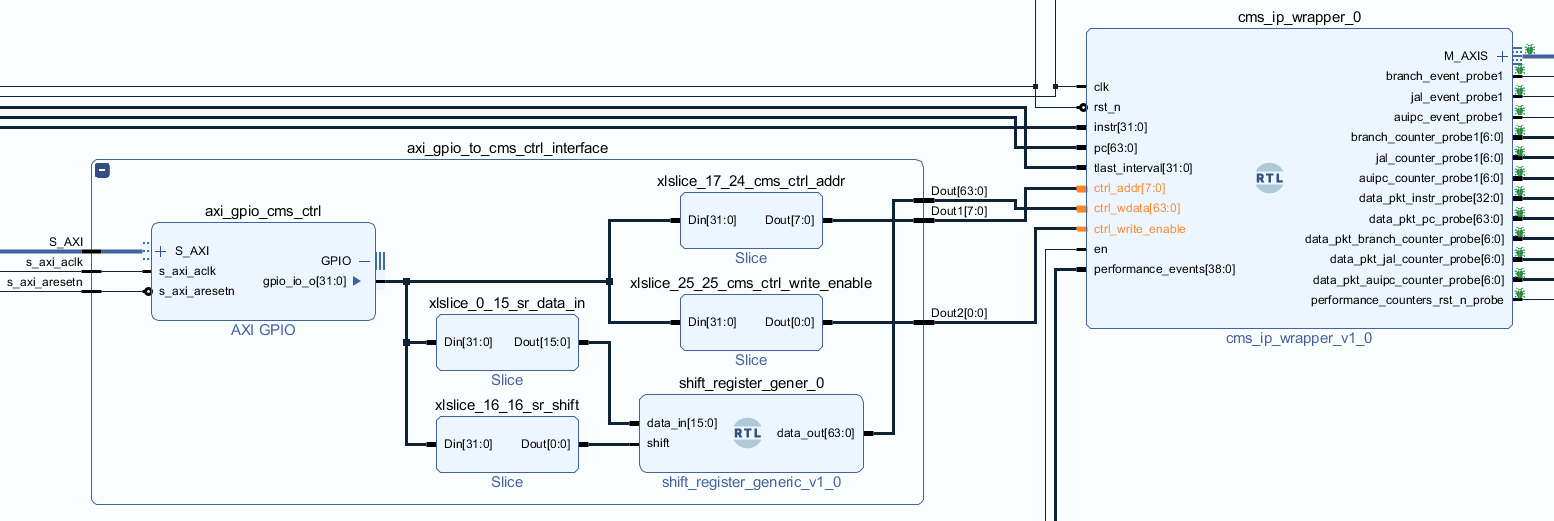 cms_ip_wrapper_0
M_AXIS
branch_event_probe1
clk
jal_event_probe1
rst_n
auipc_event_probe1
instr[31:0]
branch_counter_probe1[6:0]
pc[63:0]
jal_counter_probe1[6:0]
tlast_interval[31:0]
auipc_counter_probe1[6:0]
RTL
ctrl_addr[7:0]
data_pkt_instr_probe[32:0]
ctrl_wdata[63:0]
data_pkt_pc_probe[63:0]
ctrl_write_enable
data_pkt_branch_counter_probe[6:0]
en
data_pkt_jal_counter_probe[6:0]
performance_events[38:0]
data_pkt_auipc_counter_probe[6:0]
performance_counters_rst_n_probe
cms_ip_wrapper_v1_0
axi_gpio_to_cms_ctrl_interface
S_AXI
s_axi_aclk
s_axi_aresetn
axi_gpio_cms_ctrl
S_AXI
s_axi_aclk
s_axi_aresetn
GPIO
gpio_io_o[31:0]
AXI GPIO
xlslice_17_24_cms_ctrl_addr
Din[31:0]
Dout[7:0]
Slice
xlslice_25_25_cms_ctrl_write_enable
Din[31:0]
Dout[0:0]
Slice
xlslice_0_15_sr_data_in
Din[31:0]
Dout[15:0]
Slice
xlslice_16_16_sr_shift
Din[31:0]
Dout[0:0]
Slice
shift_register_gener_0
data_in[15:0]
shift
RTL
data_out[63:0]
shift_register_generic_v1_0
Dout[63:0]
Dout1[7:0]
Dout2[0:0]